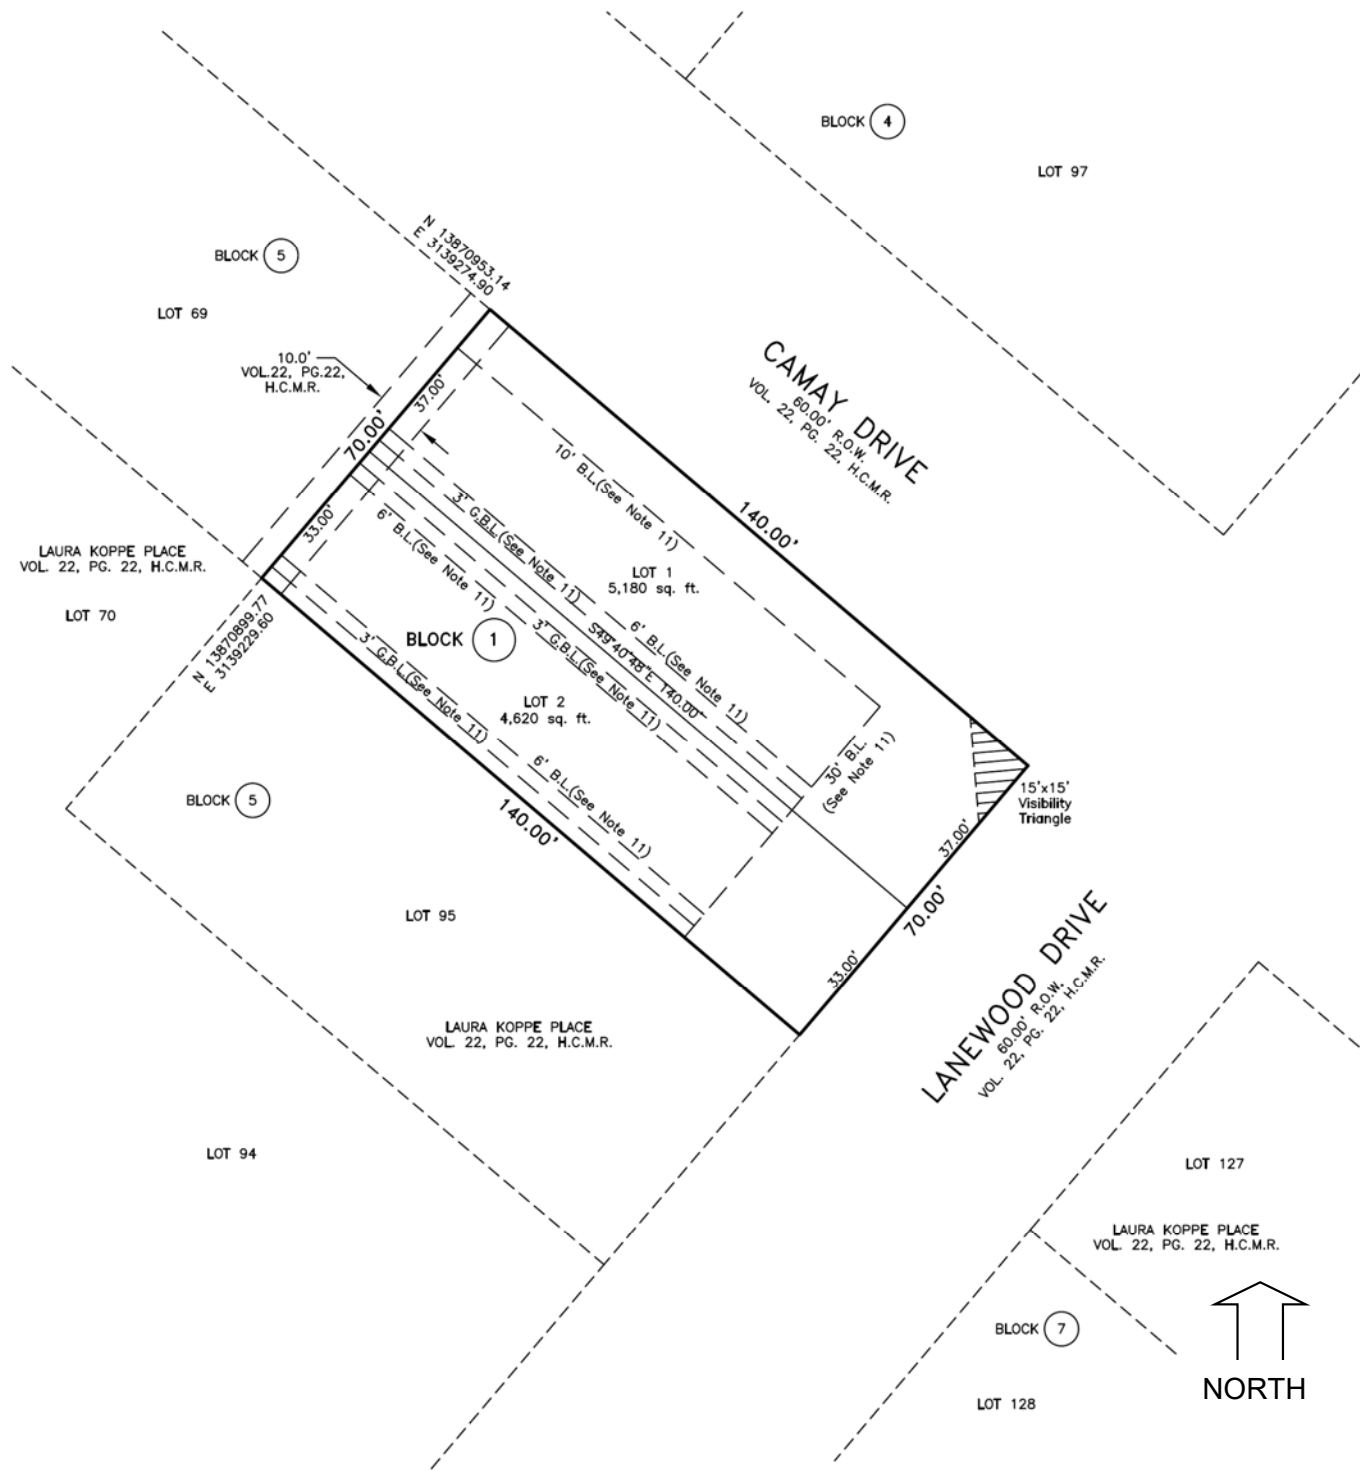 BLOCK 4
LOT 97
N 13870953.14
E 3139274.90
BLOCK 5
LOT 69
10.0'
VOL.22, PG.22,
H.C.M.R.
CAMAY DRIVE
60.00' R.O.W.
VOL. 22, PG. 22, H.C.M.R.
37.00'
70.00'
33.00'
10' B.L.(See Note 11)
140.00'
3' G.B.L.(See Note 11)
6' B.L.(See Note 11)
LOT 1
5,180 sq. ft.
6' B.L.(See Note 11)
S49°40'48"E 140.00'
3' G.B.L.(See Note 11)
LAURA KOPPE PLACE
VOL. 22, PG. 22, H.C.M.R.
LOT 70
N 13870899.77
E 3139229.60
BLOCK 1
3' G.B.L.(See Note 11)
LOT 2
4,620 sq. ft.
6' B.L.(See Note 11)
30' B.L.
(See Note 11)
15'x15'
Visibility
Triangle
BLOCK 5
140.00'
37.00'
70.00'
33.00'
LOT 95
LANEWOOD DRIVE
60.00' R.O.W.
VOL. 22, PG. 22, H.C.M.R.
LAURA KOPPE PLACE
VOL. 22, PG. 22, H.C.M.R.
LOT 94
LOT 127
LAURA KOPPE PLACE
VOL. 22, PG. 22, H.C.M.R.
BLOCK 7
NORTH
LOT 128